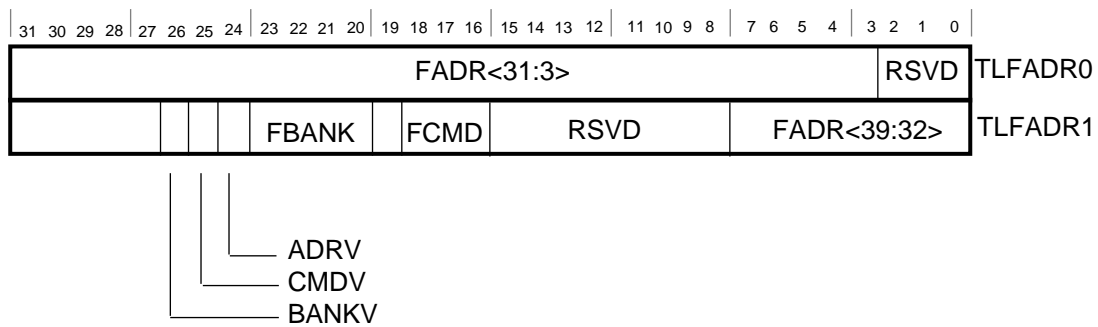 31 30 29 28 27 26 25 24 23 22 21 20 19 18 17 16 15 14 13 12 11 10 9 8 7 6 5 4 3 2 1 0
FADR<31:3> RSVD TLFADR0
FBANK FCMD RSVD FADR<39:32> TLFADR1
ADRV
CMDV
BANKV